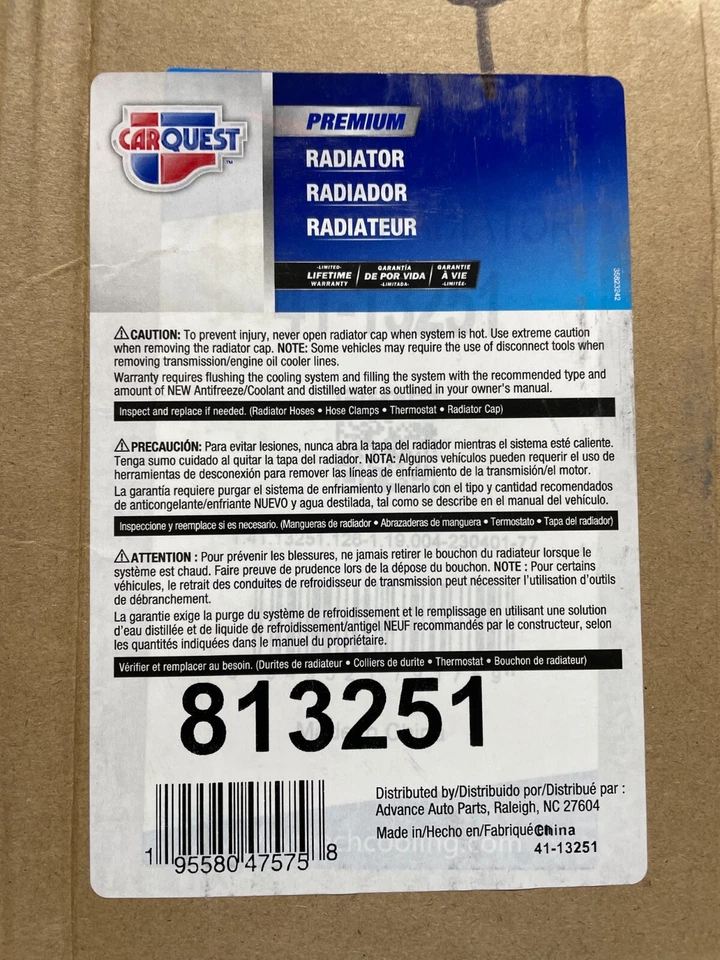 CARQUEST
TM
PREMIUM
RADIATOR
RADIADOR
RADIATEUR
-LIMITED-
LIFETIME
WARRANTY
GARANTÍA
DE POR VIDA
-LIMITADA-
GARANTIE
À VIE
-LIMITÉE-
35823242
⚠CAUTION: To prevent injury, never open radiator cap when system is hot. Use extreme caution
when removing the radiator cap. NOTE: Some vehicles may require the use of disconnect tools when
removing transmission/engine oil cooler lines.
Warranty requires flushing the cooling system and filling the system with the recommended type and
amount of NEW Antifreeze/Coolant and distilled water as outlined in your owner's manual.
Inspect and replace if needed. (Radiator Hoses • Hose Clamps • Thermostat • Radiator Cap)
⚠PRECAUCIÓN: Para evitar lesiones, nunca abra la tapa del radiador mientras el sistema esté caliente.
Tenga sumo cuidado al quitar la tapa del radiador. NOTA: Algunos vehículos pueden requerir el uso de
herramientas de desconexión para remover las líneas de enfriamiento de la transmisión/el motor.
La garantía requiere purgar el sistema de enfriamiento y llenarlo con el tipo y cantidad recomendados
de anticongelante/enfriante NUEVO y agua destilada, tal como se describe en el manual del vehículo.
Inspeccione y reemplace si es necesario. (Mangueras de radiador • Abrazaderas de manguera • Termostato • Tapa del radiador)
1.41.13251.126-1.19.004-230401-77
⚠ATTENTION : Pour prévenir les blessures, ne jamais retirer le bouchon du radiateur lorsque le
système est chaud. Faire preuve de prudence lors de la dépose du bouchon. NOTE : Pour certains
véhicules, le retrait des conduites de refroidisseur de transmission peut nécessiter l'utilisation d'outils
de débranchement.
La garantie exige la purge du système de refroidissement et le remplissage en utilisant une solution
d'eau distillée et de liquide de refroidissement/antigel NEUF recommandés par le constructeur, selon
les quantités indiquées dans le manuel du propriétaire.
Vérifier et remplacer au besoin. (Durites de radiateur • Colliers de durite • Thermostat • Bouchon de radiateur)
813251
1 95580 47575 8
Distributed by/Distribuido por/Distribué par :
Advance Auto Parts, Raleigh, NC 27604
Made in/Hecho en/Fabriqué China
41-13251
chcooling.com